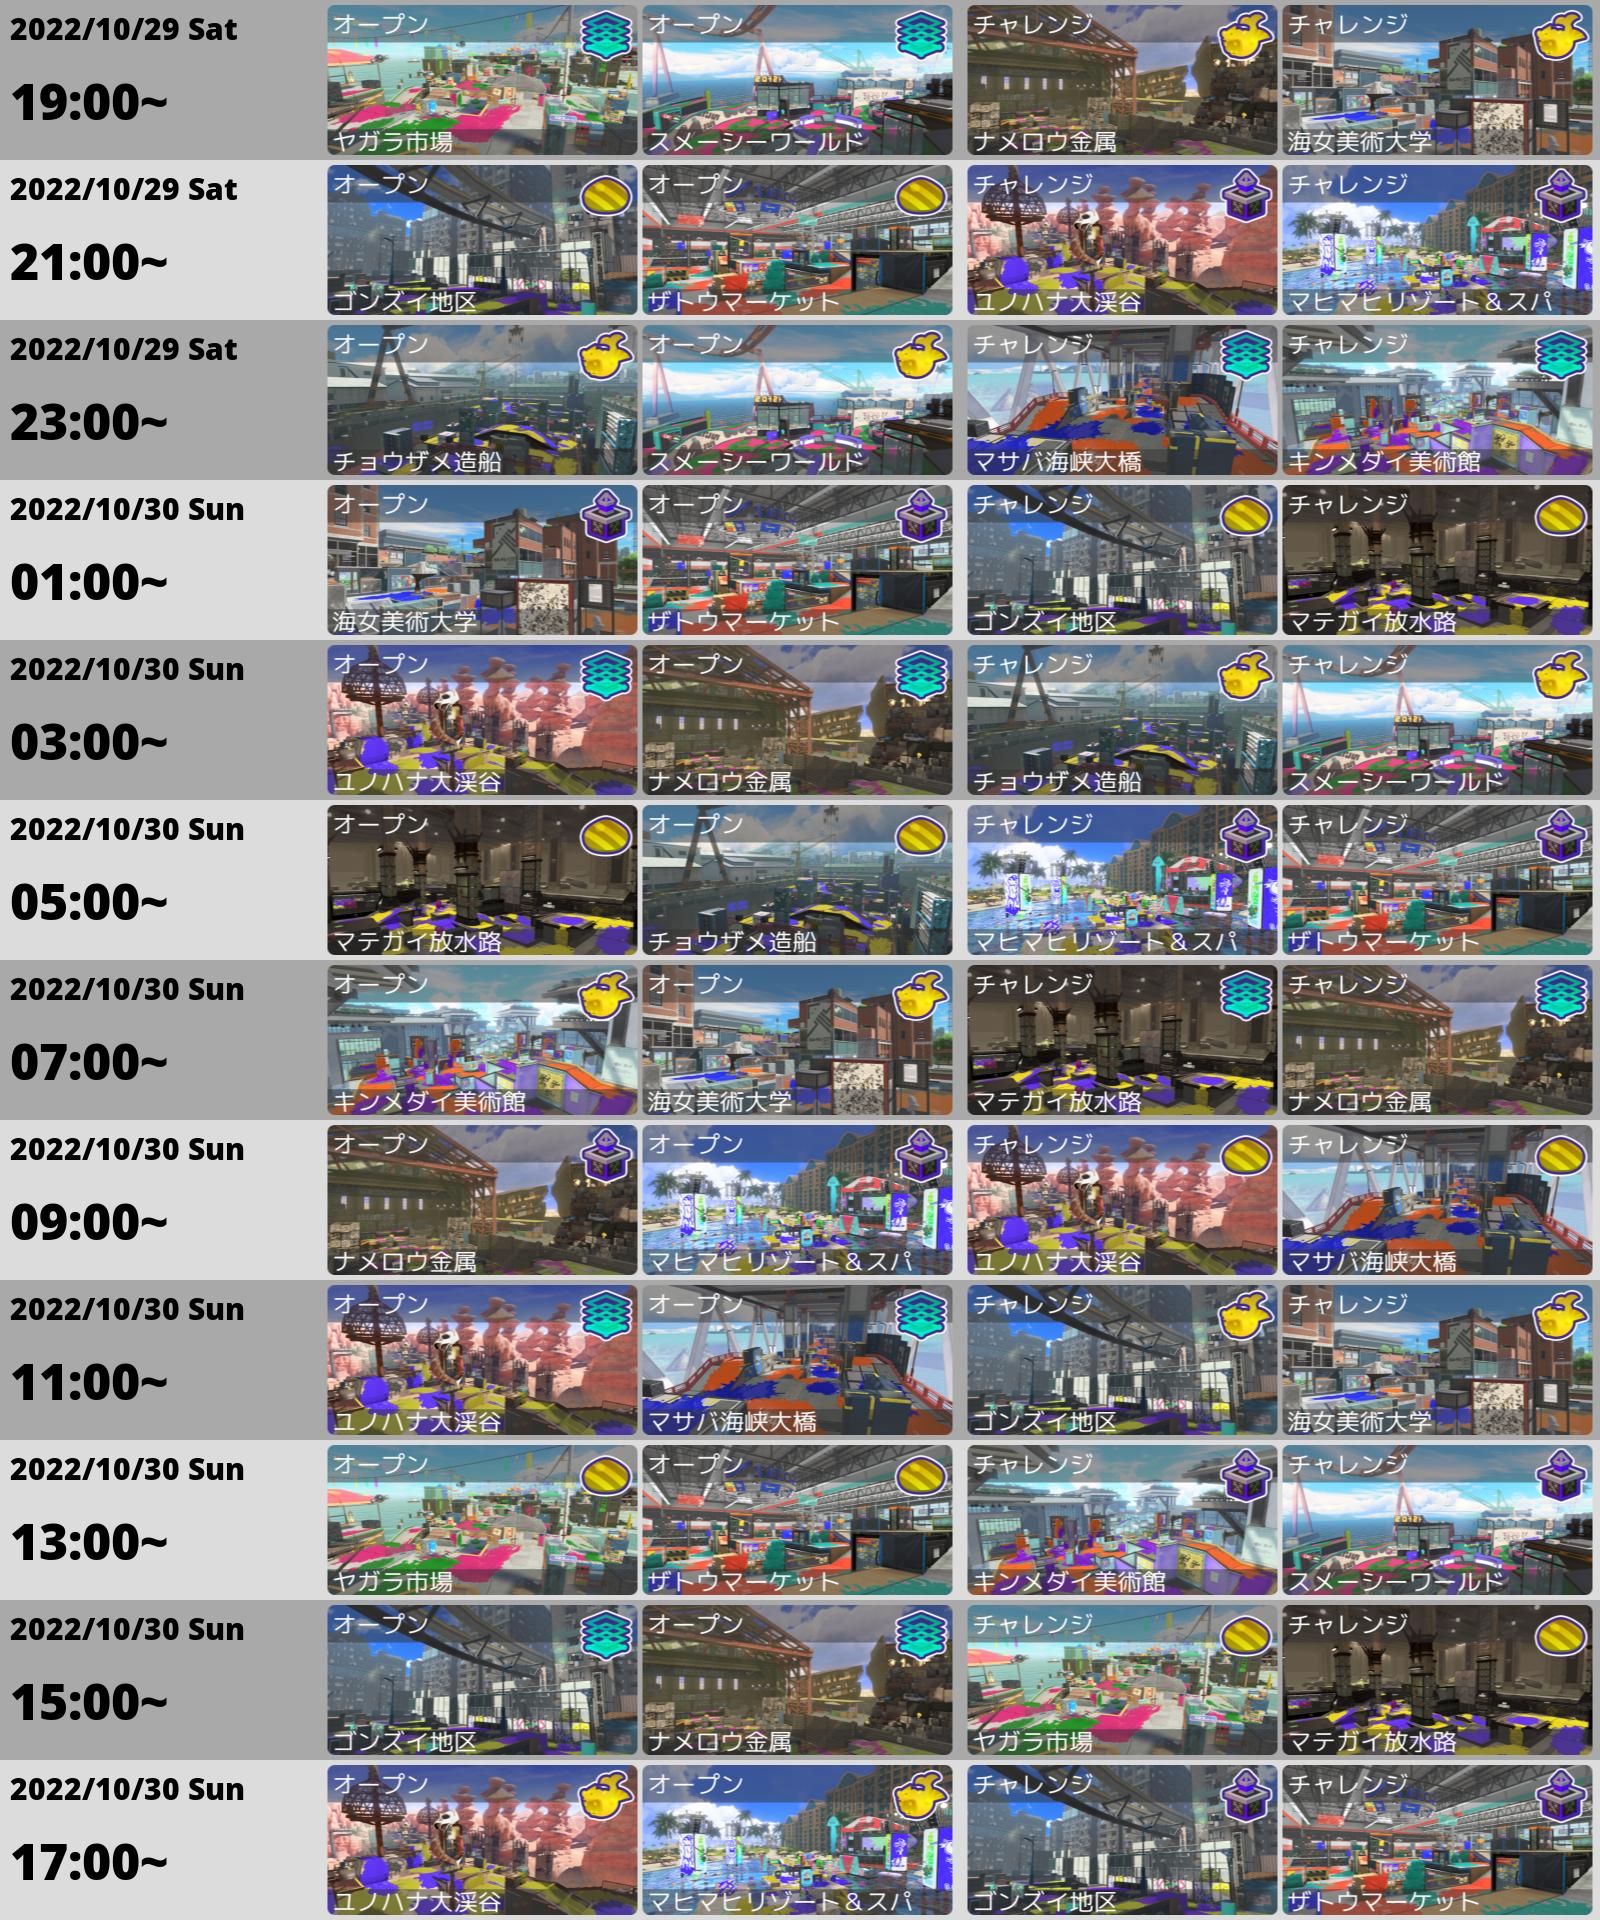 2022/10/29 Sat
19:00~
オープン
ヤガラ市場
オープン
スメーシーワールド
チャレンジ
ナメロウ金属
チャレンジ
海女美術大学
2022/10/29 Sat
21:00~
オープン
ゴンズイ地区
オープン
ザトウマーケット
チャレンジ
ユノハナ大渓谷
チャレンジ
マヒマヒリゾート＆スパ
2022/10/29 Sat
23:00~
オープン
チョウザメ造船
オープン
スメーシーワールド
チャレンジ
マサバ海峡大橋
チャレンジ
キンメダイ美術館
2022/10/30 Sun
01:00~
オープン
海女美術大学
オープン
ザトウマーケット
チャレンジ
ゴンズイ地区
チャレンジ
マテガイ放水路
2022/10/30 Sun
03:00~
オープン
ユノハナ大渓谷
オープン
ナメロウ金属
チャレンジ
チョウザメ造船
チャレンジ
スメーシーワールド
2022/10/30 Sun
05:00~
オープン
マテガイ放水路
オープン
チョウザメ造船
チャレンジ
マヒマヒリゾート＆スパ
チャレンジ
ザトウマーケット
2022/10/30 Sun
07:00~
オープン
キンメダイ美術館
オープン
海女美術大学
チャレンジ
マテガイ放水路
チャレンジ
ナメロウ金属
2022/10/30 Sun
09:00~
オープン
ナメロウ金属
オープン
マヒマヒリゾート＆スパ
チャレンジ
ユノハナ大渓谷
チャレンジ
マサバ海峡大橋
2022/10/30 Sun
11:00~
オープン
ユノハナ大渓谷
オープン
マサバ海峡大橋
チャレンジ
ゴンズイ地区
チャレンジ
海女美術大学
2022/10/30 Sun
13:00~
オープン
ヤガラ市場
オープン
ザトウマーケット
チャレンジ
キンメダイ美術館
チャレンジ
スメーシーワールド
2022/10/30 Sun
15:00~
オープン
ゴンズイ地区
オープン
ナメロウ金属
チャレンジ
ヤガラ市場
チャレンジ
マテガイ放水路
2022/10/30 Sun
17:00~
オープン
ユノハナ大渓谷
オープン
マヒマヒリゾート＆スパ
チャレンジ
ゴンズイ地区
チャレンジ
ザトウマーケット